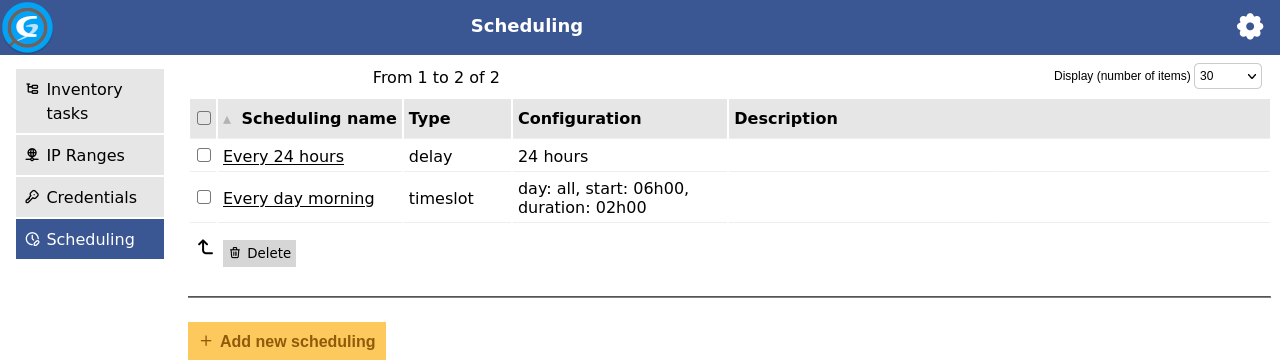 Scheduling
Inventory
tasks
IP Ranges
Credentials
Scheduling
From 1 to 2 of 2
Display (number of items) 30
Scheduling name Type Configuration Description
Every 24 hours delay 24 hours
Every day morning timeslot day: all, start: 06h00,
duration: 02h00
Delete
+ Add new scheduling